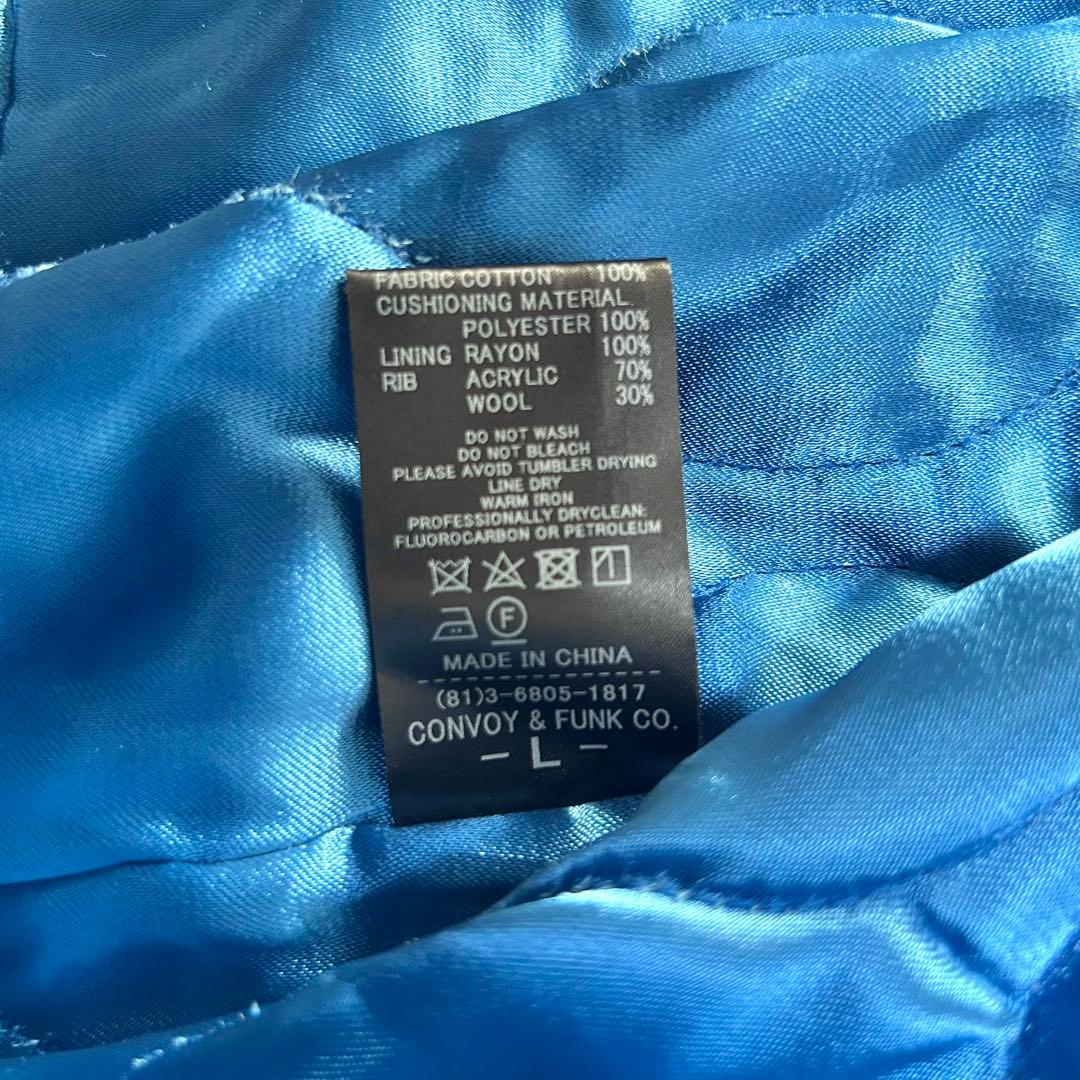 FABRIC COTTON 100%
CUSHIONING MATERIAL
POLYESTER 100%
LINING RAYON 100%
RIB ACRYLIC 70%
WOOL 30%
DO NOT WASH
DO NOT BLEACH
PLEASE AVOID TUMBLER DRYING
LINE DRY
WARM IRON
PROFESSIONALLY DRYCLEAN:
FLUOROCARBON OR PETROLEUM
F
MADE IN CHINA
(81)3-6805-1817
CONVOY & FUNK CO.
- L -